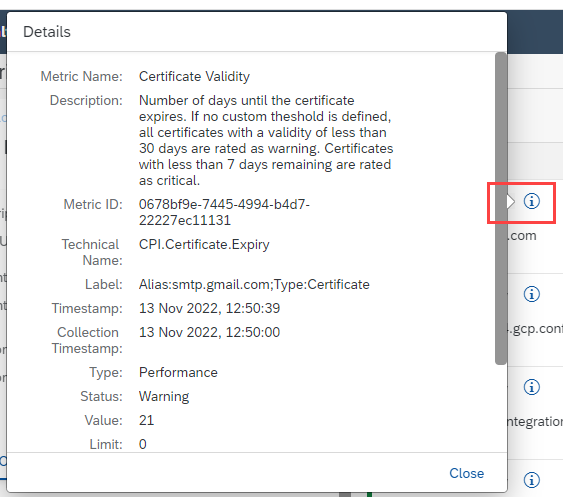 Details
Metric Name: Certificate Validity
Description: Number of days until the certificate
expires. If no custom theshold is defined,
all certificates with a validity of less than
30 days are rated as warning. Certificates
with less than 7 days remaining are rated
as critical.
Metric ID: 0678bf9e-7445-4994-b4d7-
22227ec11131
Technical Name: CPI.Certificate.Expiry
Label: Alias:smtp.gmail.com;Type:Certificate
Timestamp: 13 Nov 2022, 12:50:39
Collection Timestamp: 13 Nov 2022, 12:50:00
Type: Performance
Status: Warning
Value: 21
Limit: 0
Close
.com
.gcp.con
ntegration